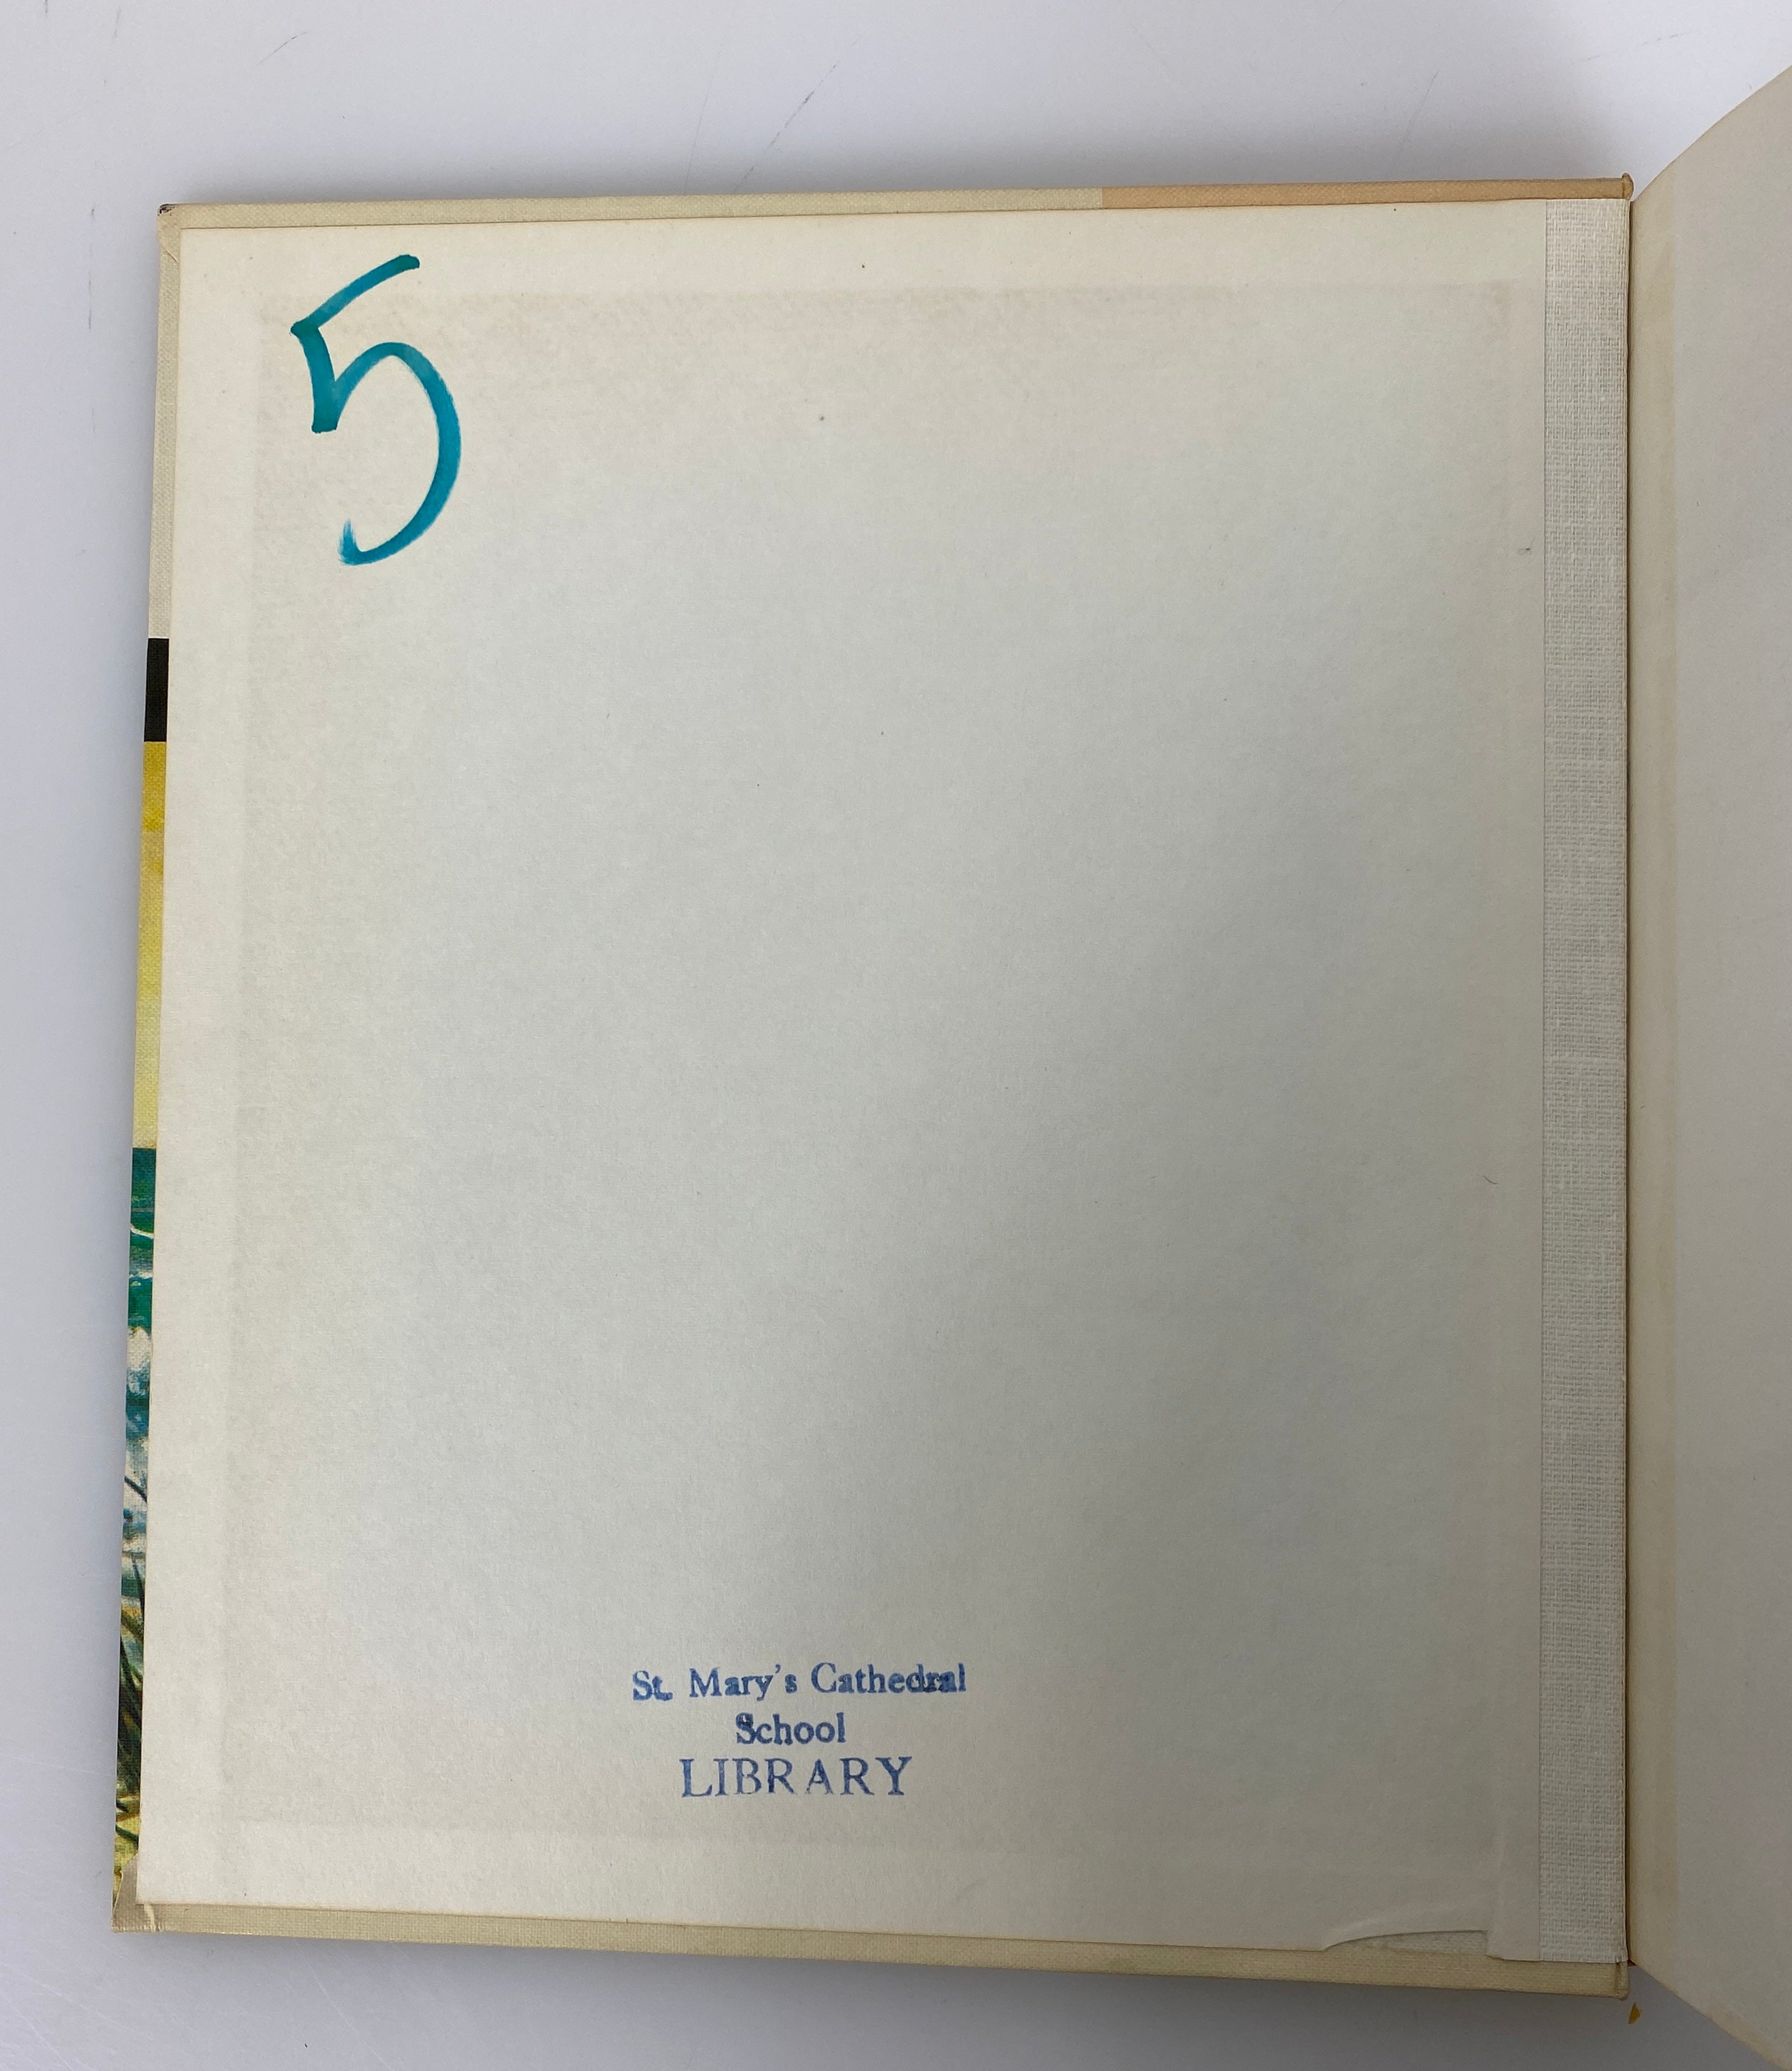 5
St. Mary's Cathedral
School
LIBRARY